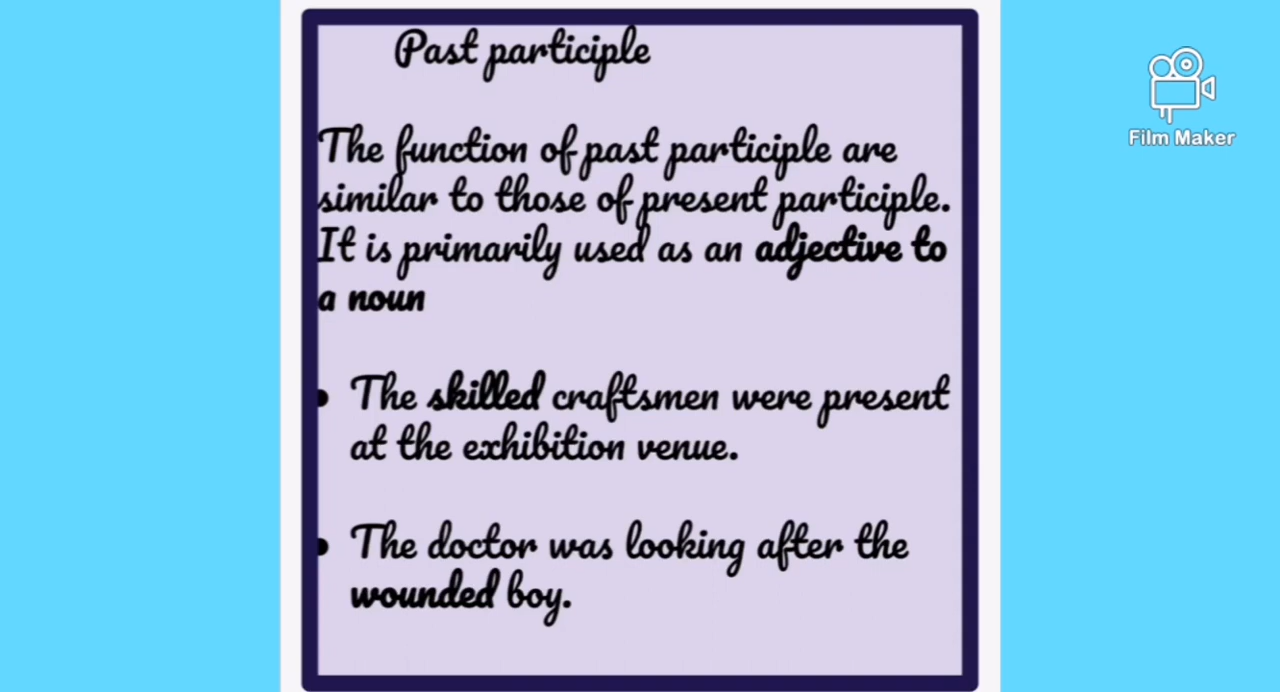 Past participle
The function of past participle are
similar to those of present participle.
It is primarily used as an adjective to
a noun
• The skilled craftsmen were present
at the exhibition venue.
• The doctor was looking after the
wounded boy.
Film Maker